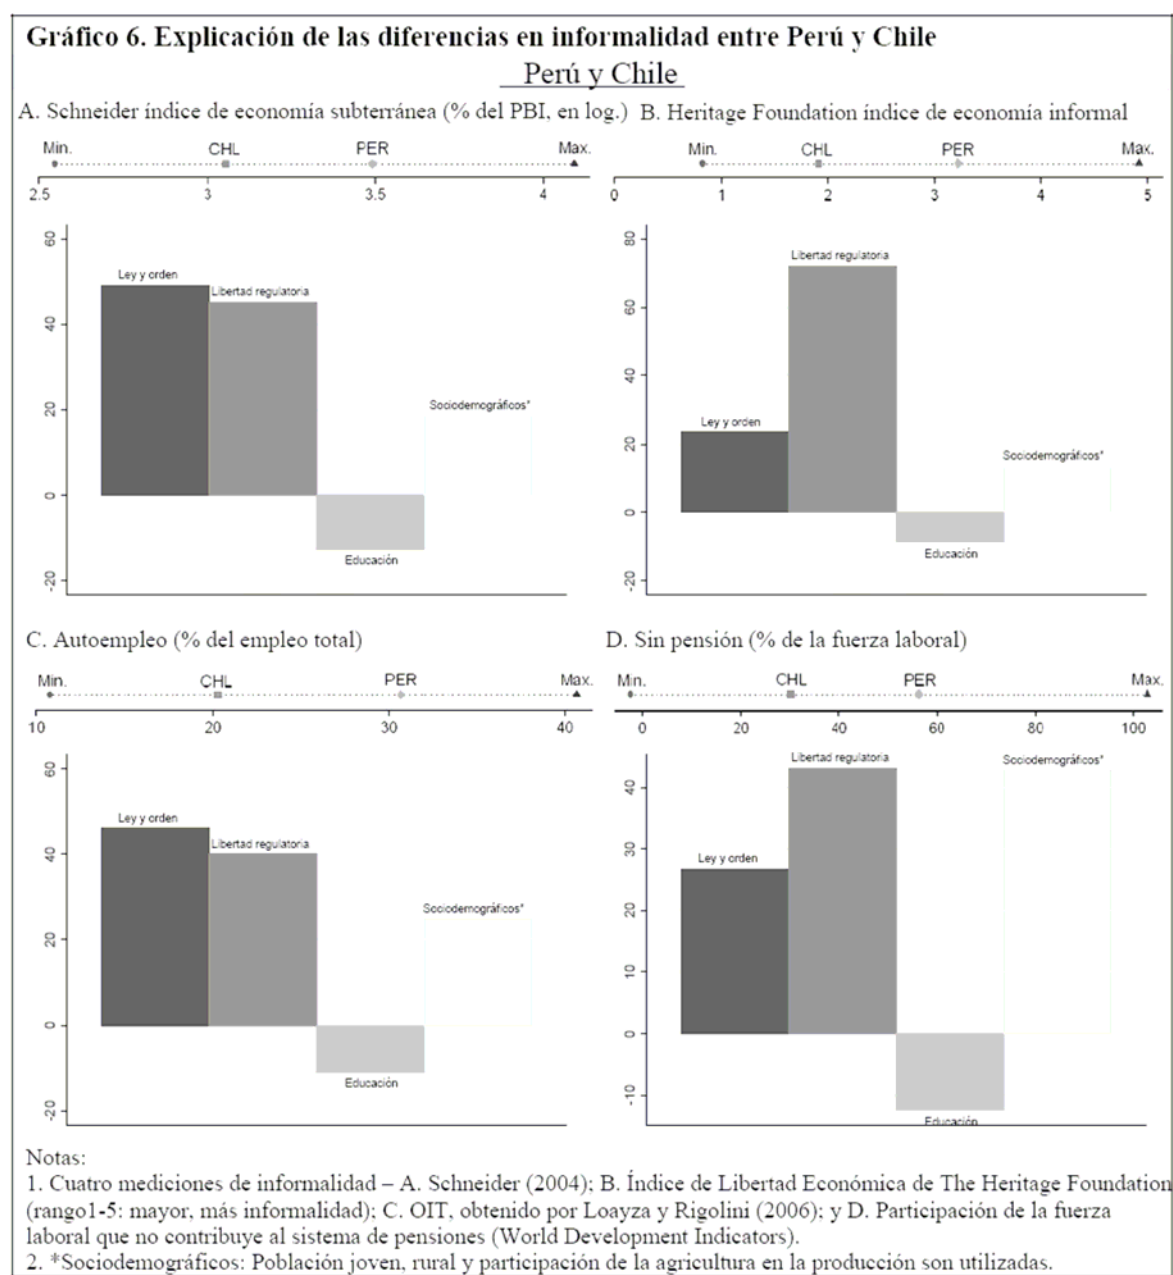 Gráfico 6. Explicación de las diferencias en informalidad entre Perú y Chile
Perú y Chile
A. Schneider índice de economía subterránea (% del PBI, en log.)
Min. CHL PER Max.
2.5 3 3.5 4
60
40
20
0
-20
Ley y orden
Libertad regulatoria
Educación
Sociodemográficos*
B. Heritage Foundation índice de economía informal
Min. CHL PER Max.
0 1 2 3 4 5
80
60
40
20
0
-20
Ley y orden
Libertad regulatoria
Educación
Sociodemográficos*
C. Autoempleo (% del empleo total)
Min. CHL PER Max.
10 20 30 40
60
40
20
0
-20
Ley y orden
Libertad regulatoria
Educación
Sociodemográficos*
D. Sin pensión (% de la fuerza laboral)
Min. CHL PER Max.
0 20 40 60 80 100
40
30
20
10
0
-10
Ley y orden
Libertad regulatoria
Educación
Sociodemográficos*
Notas:
1. Cuatro mediciones de informalidad – A. Schneider (2004); B. Índice de Libertad Económica de The Heritage Foundation
(rango1-5: mayor, más informalidad); C. OIT, obtenido por Loayza y Rigolini (2006); y D. Participación de la fuerza
laboral que no contribuye al sistema de pensiones (World Development Indicators).
2. *Sociodemográficos: Población joven, rural y participación de la agricultura en la producción son utilizadas.